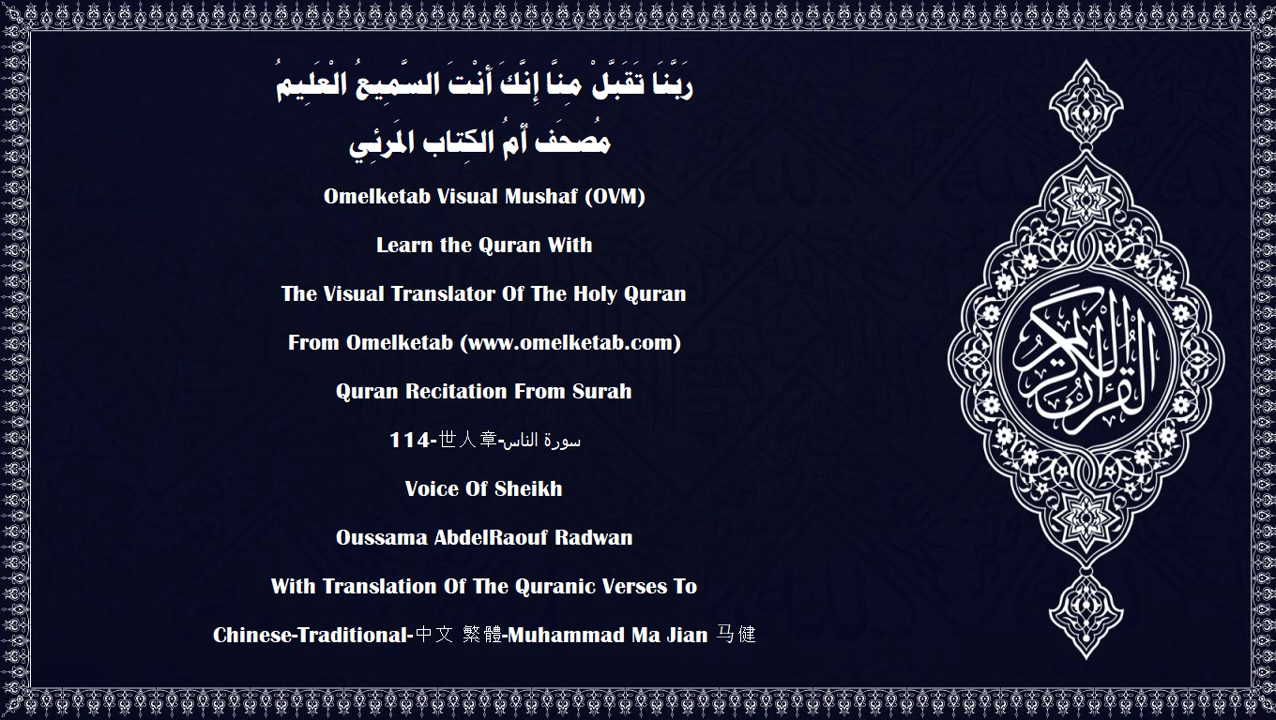 رَبَّنَا تَقَبَّلْ مِنَّا إِنَّكَ أَنْتَ السَّمِيعُ الْعَلِيمُ
مُصحَف أمُ الكِتاب المَرئِي
Omelketab Visual Mushaf (OVM)
Learn the Quran With
The Visual Translator Of The Holy Quran
From Omelketab (www.omelketab.com)
Quran Recitation From Surah
114-世人章-سورة الناس
Voice Of Sheikh
Oussama AbdelRaouf Radwan
With Translation Of The Quranic Verses To
Chinese-Traditional-中文 繁體-Muhammad Ma Jian 马健
القرآن الكريم